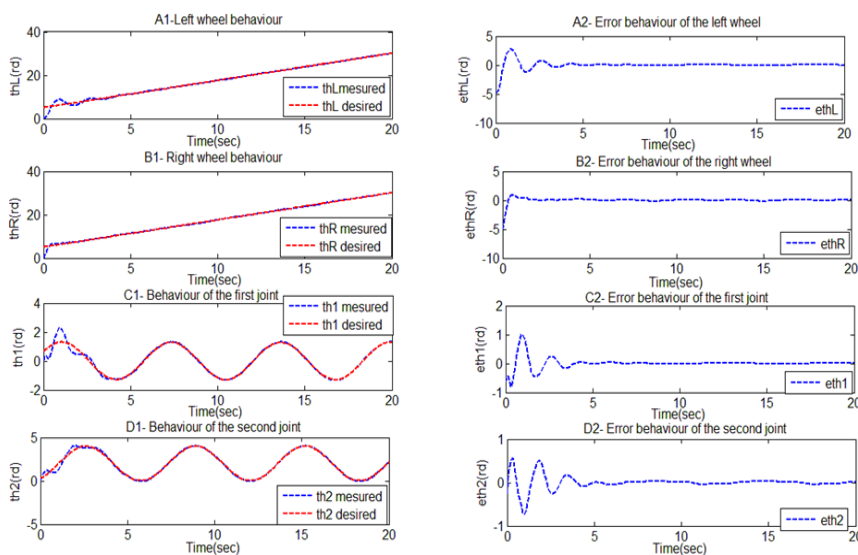 A1-Left wheel behaviour
40
20
0
thL(rd)
thLmesured
thL desired
0 5 10 15 20
Time(sec)
A2- Error behaviour of the left wheel
5
0
-5
-10
ethL(rd)
ethL
0 5 10 15 20
Time(sec)
B1- Right wheel behaviour
40
20
0
thR(rd)
thR mesured
thR desired
0 5 10 15 20
Time(sec)
B2- Error behaviour of the right wheel
5
0
-5
-10
ethR(rd)
ethR
0 5 10 15 20
Time(sec)
C1- Behaviour of the first joint
4
2
0
-2
th1(rd)
th1 mesured
th1 desired
0 5 10 15 20
Time(sec)
C2- Error behaviour of the first joint
2
1
0
-1
eth1(rd)
eth1
0 5 10 15 20
Time(sec)
D1- Behaviour of the second joint
5
0
-5
th2(rd)
th2 mesured
th2 desired
0 5 10 15 20
Time(sec)
D2- Error behaviour of the second joint
1
0
-1
eth2(rd)
eth2
0 5 10 15 20
Time(sec)